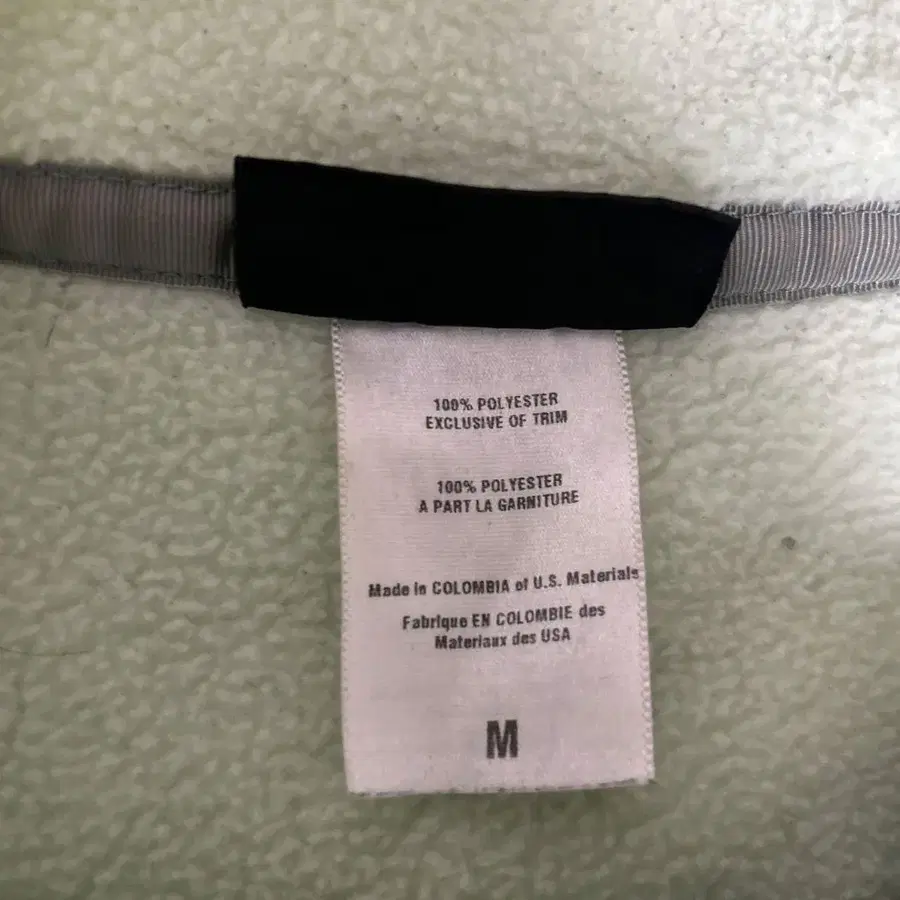 100% POLYESTER
EXCLUSIVE OF TRIM
100% POLYESTER
A PART LA GARNITURE
Made in COLOMBIA of U.S. Materials
Fabrique EN COLOMBIE des
Materiaux des USA
M